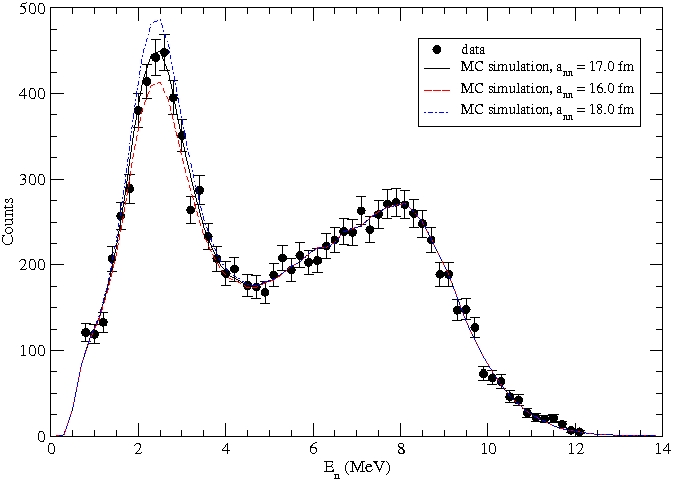 500
400
300
200
100
0
Counts
data
MC simulation, ann = 17.0 fm
MC simulation, ann = 16.0 fm
MC simulation, ann = 18.0 fm
0 2 4 6 8 10 12 14
En (MeV)